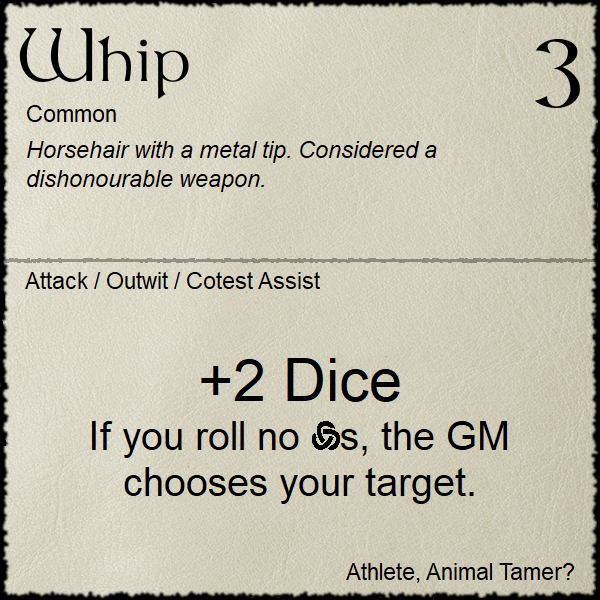 Whip
3
Common
Horsehair with a metal tip. Considered a
dishonourable weapon.
Attack / Outwit / Cotest Assist
+2 Dice
If you roll no s, the GM
chooses your target.
Athlete, Animal Tamer?